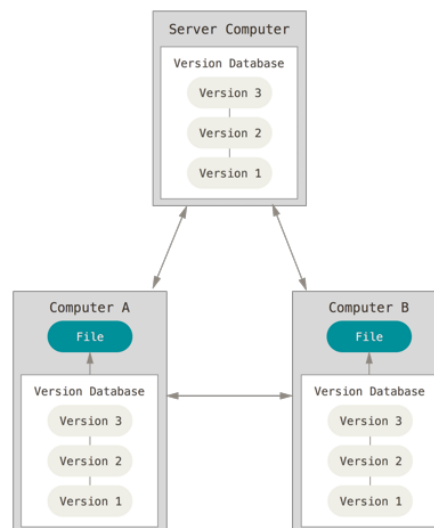 Server Computer
Version Database
Version 3
Version 2
Version 1
Computer A
File
Version Database
Version 3
Version 2
Version 1
Computer B
File
Version Database
Version 3
Version 2
Version 1